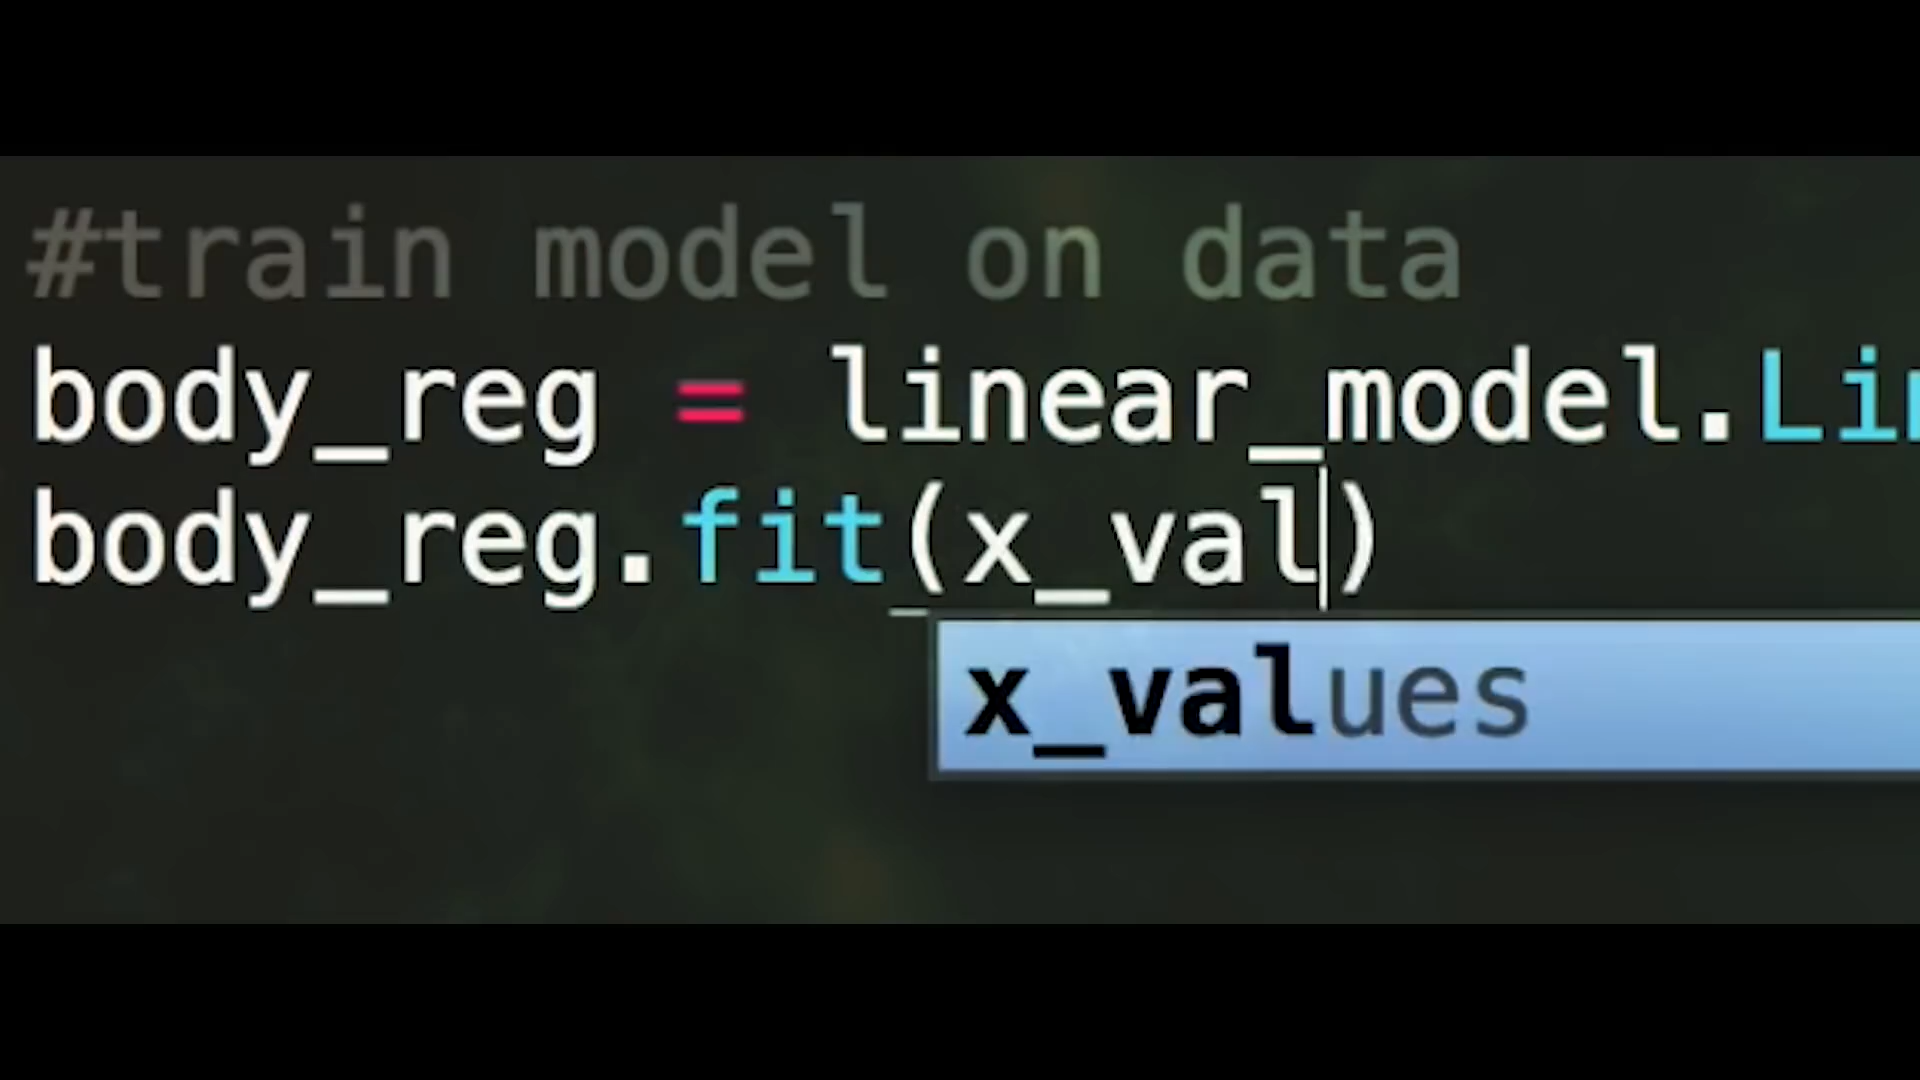 #train model on data
body_reg = linear_model.Lin
body_reg.fit(x_val)
x_values